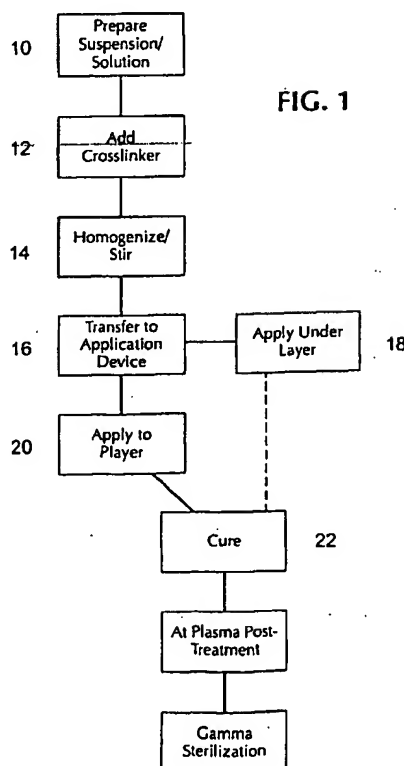 FIG. 1
10
Prepare
Suspension/
Solution
12
Add
Crosslinker
14
Homogenize/
Stir
16
Transfer to
Application
Device
Apply Under
Layer
18
20
Apply to
Player
Cure
22
At Plasma Post-
Treatment
Gamma
Sterilization